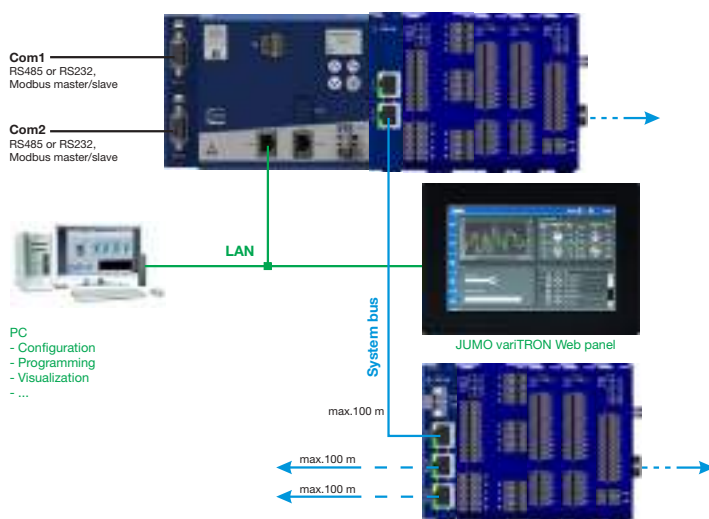 Com1
RS485 or RS232,
Modbus master/slave
Com2
RS485 or RS232,
Modbus master/slave
LAN
PC
- Configuration
- Programming
- Visualization
- ...
System bus
JUMO variTRON Web panel
max.100 m
max.100 m
max.100 m